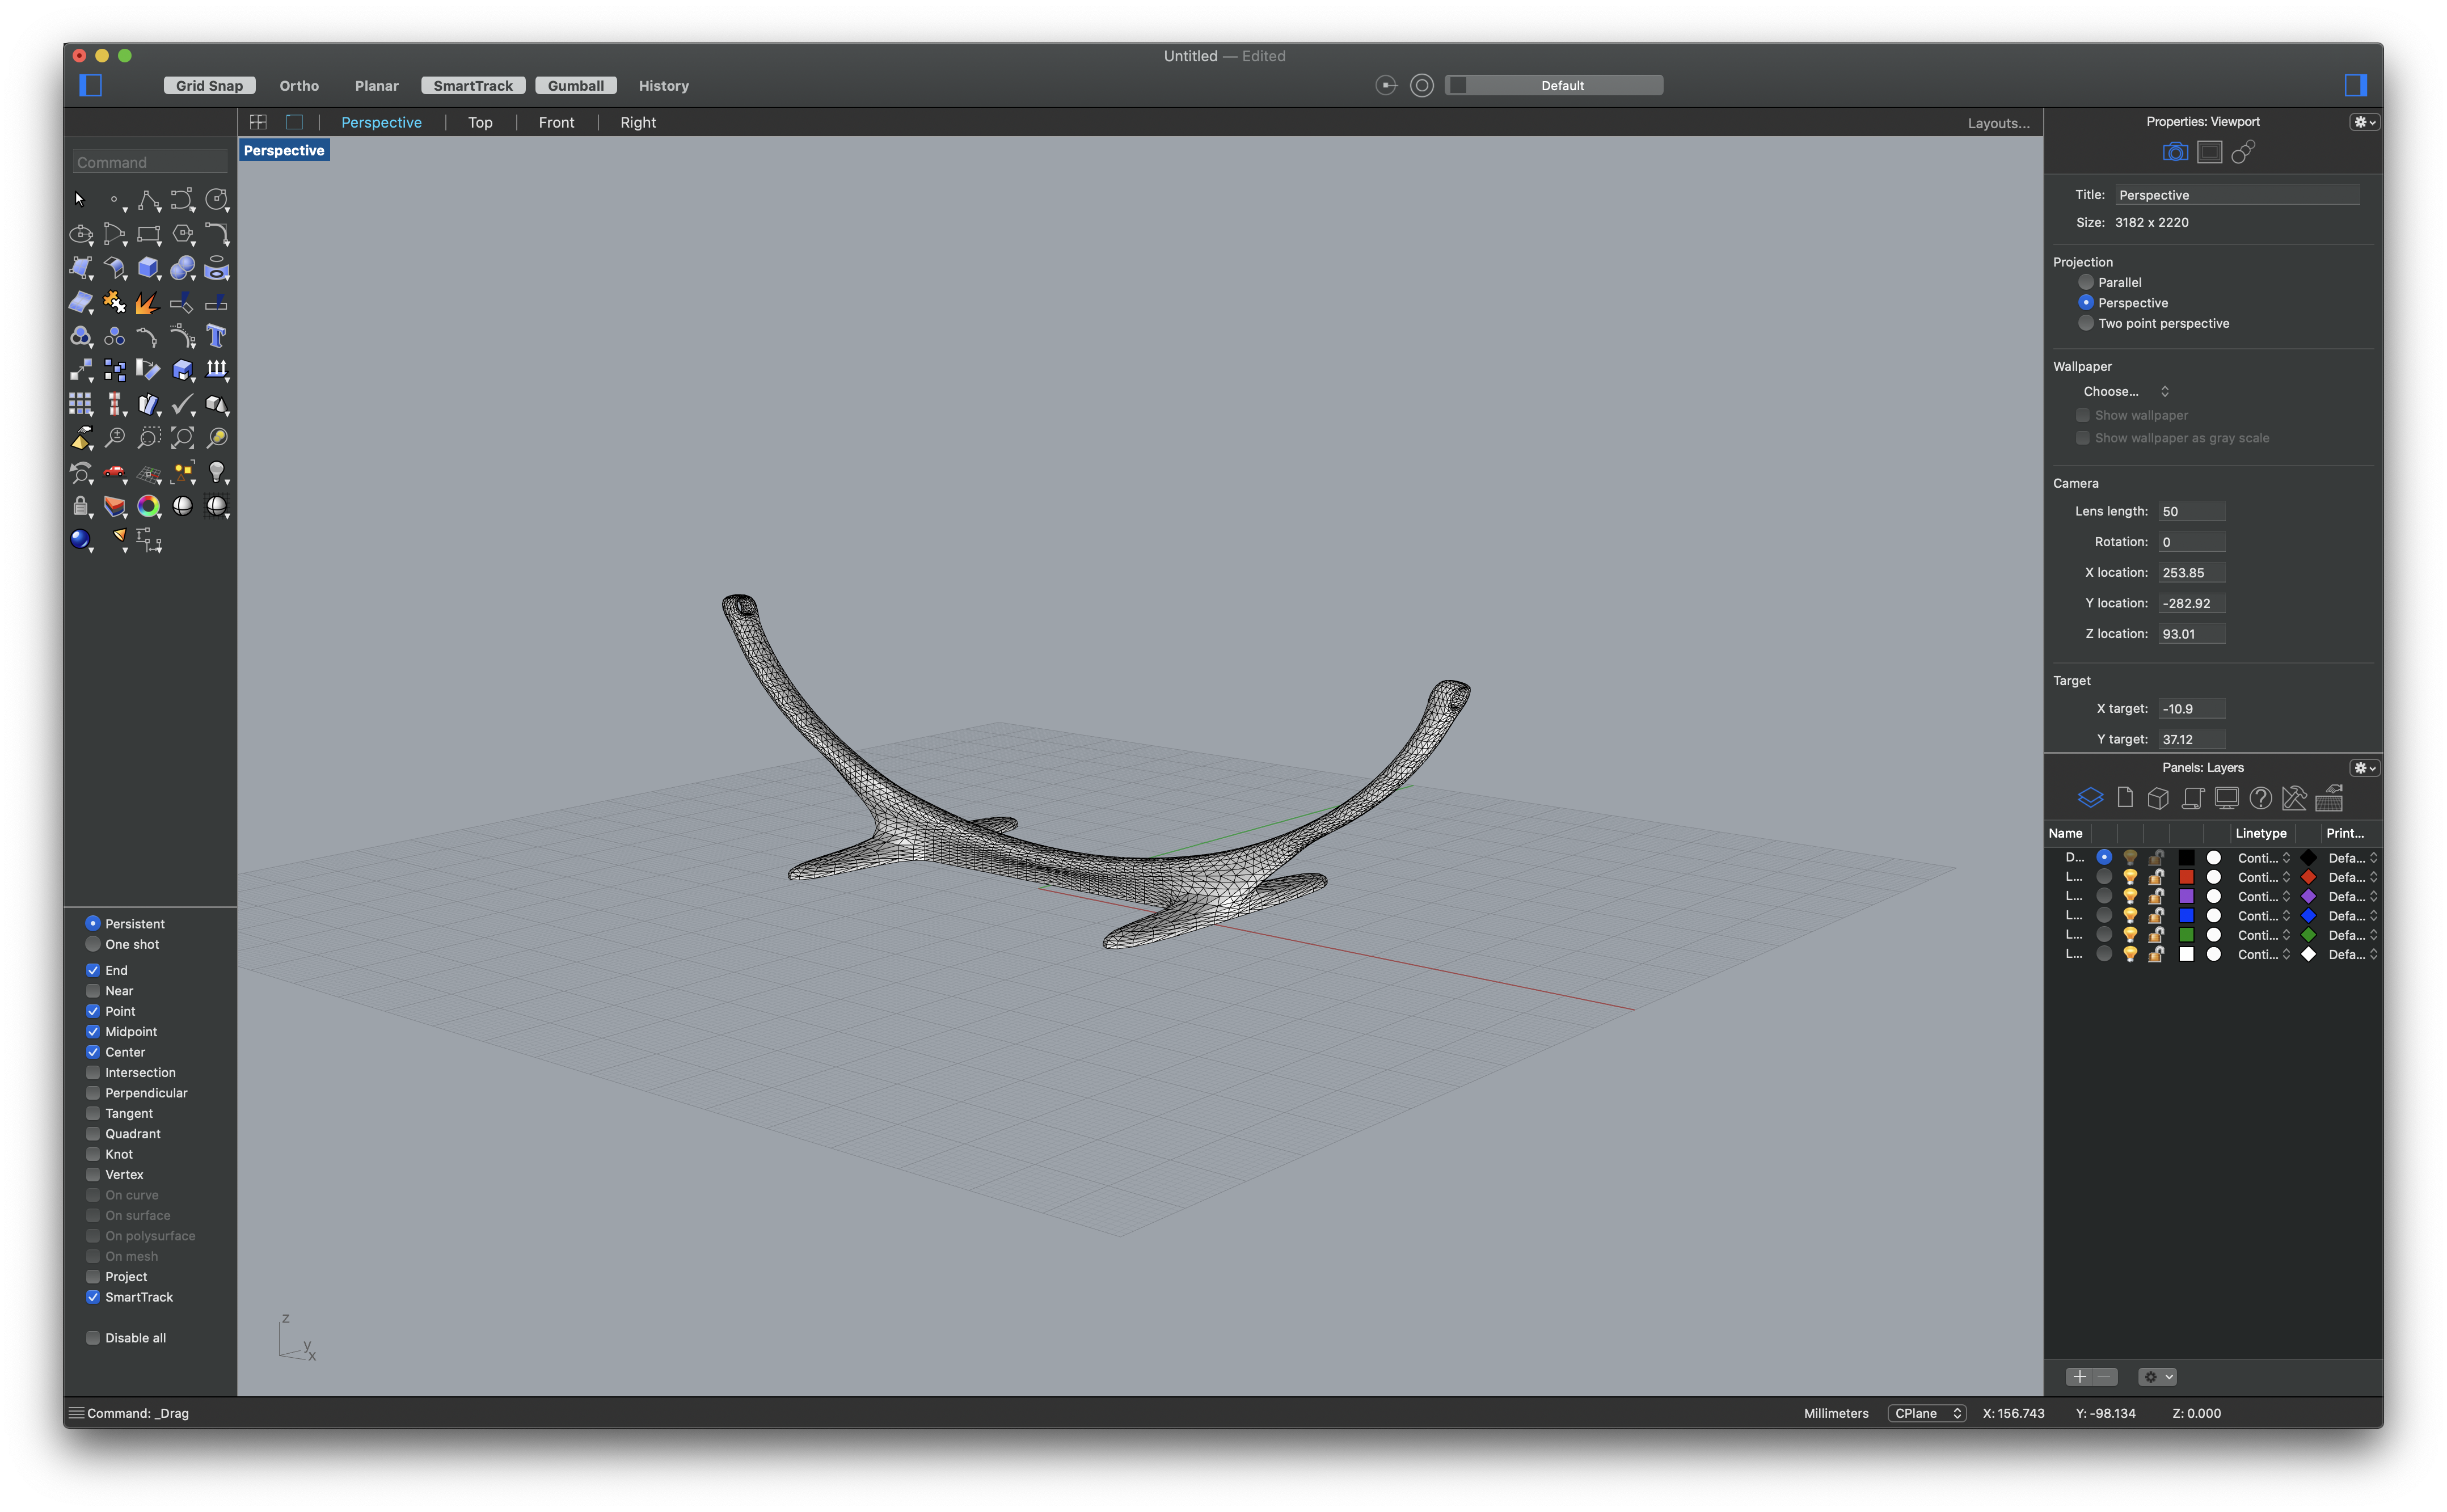 Untitled — Edited
Grid Snap Ortho Planar SmartTrack Gumball History Default
Perspective Top Front Right Layouts...
Command
Perspective
Persistent
One shot
End
Near
Point
Midpoint
Center
Intersection
Perpendicular
Tangent
Quadrant
Knot
Vertex
On curve
On surface
On polysurface
On mesh
Project
SmartTrack
Disable all
z
y
x
Properties: Viewport
Title: Perspective
Size: 3182 x 2220
Projection
Parallel
Perspective
Two point perspective
Wallpaper
Choose...
Show wallpaper
Show wallpaper as gray scale
Camera
Lens length: 50
Rotation: 0
X location: 253.85
Y location: -282.92
Z location: 93.01
Target
X target: -10.9
Y target: 37.12
Panels: Layers
Name Linetype Print...
D... Conti... Defa...
L... Conti... Defa...
L... Conti... Defa...
L... Conti... Defa...
L... Conti... Defa...
L... Conti... Defa...
Command: _Drag Millimeters CPlane X: 156.743 Y: -98.134 Z: 0.000